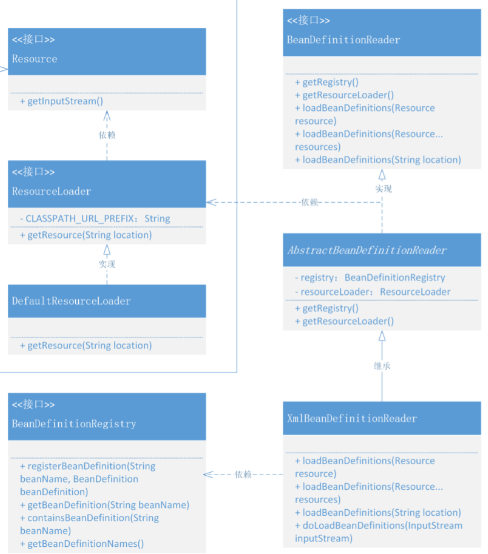 <<接口>>
Resource
+ getInputStream()
依赖
<<接口>>
ResourceLoader
- CLASSPATH_URL_PREFIX：String
+ getResource(String location)
实现
DefaultResourceLoader
+ getResource(String location)
<<接口>>
BeanDefinitionRegistry
+ registerBeanDefinition(String
beanName, BeanDefinition
beanDefinition)
+ getBeanDefinition(String beanName)
+ containsBeanDefinition(String
beanName)
+ getBeanDefinitionNames()
<<接口>>
BeanDefinitionReader
+ getRegistry()
+ getResourceLoader()
+ loadBeanDefinitions(Resource
resource)
+ loadBeanDefinitions(Resource...
resources)
+ loadBeanDefinitions(String location)
实现
依赖
AbstractBeanDefinitionReader
- registry：BeanDefinitionRegistry
- resourceLoader：ResourceLoader
+ getRegistry()
+ getResourceLoader()
继承
XmlBeanDefinitionReader
+ loadBeanDefinitions(Resource
resource)
+ loadBeanDefinitions(Resource...
resources)
+ loadBeanDefinitions(String location)
+ doLoadBeanDefinitions(InputStream
inputStream)
依赖